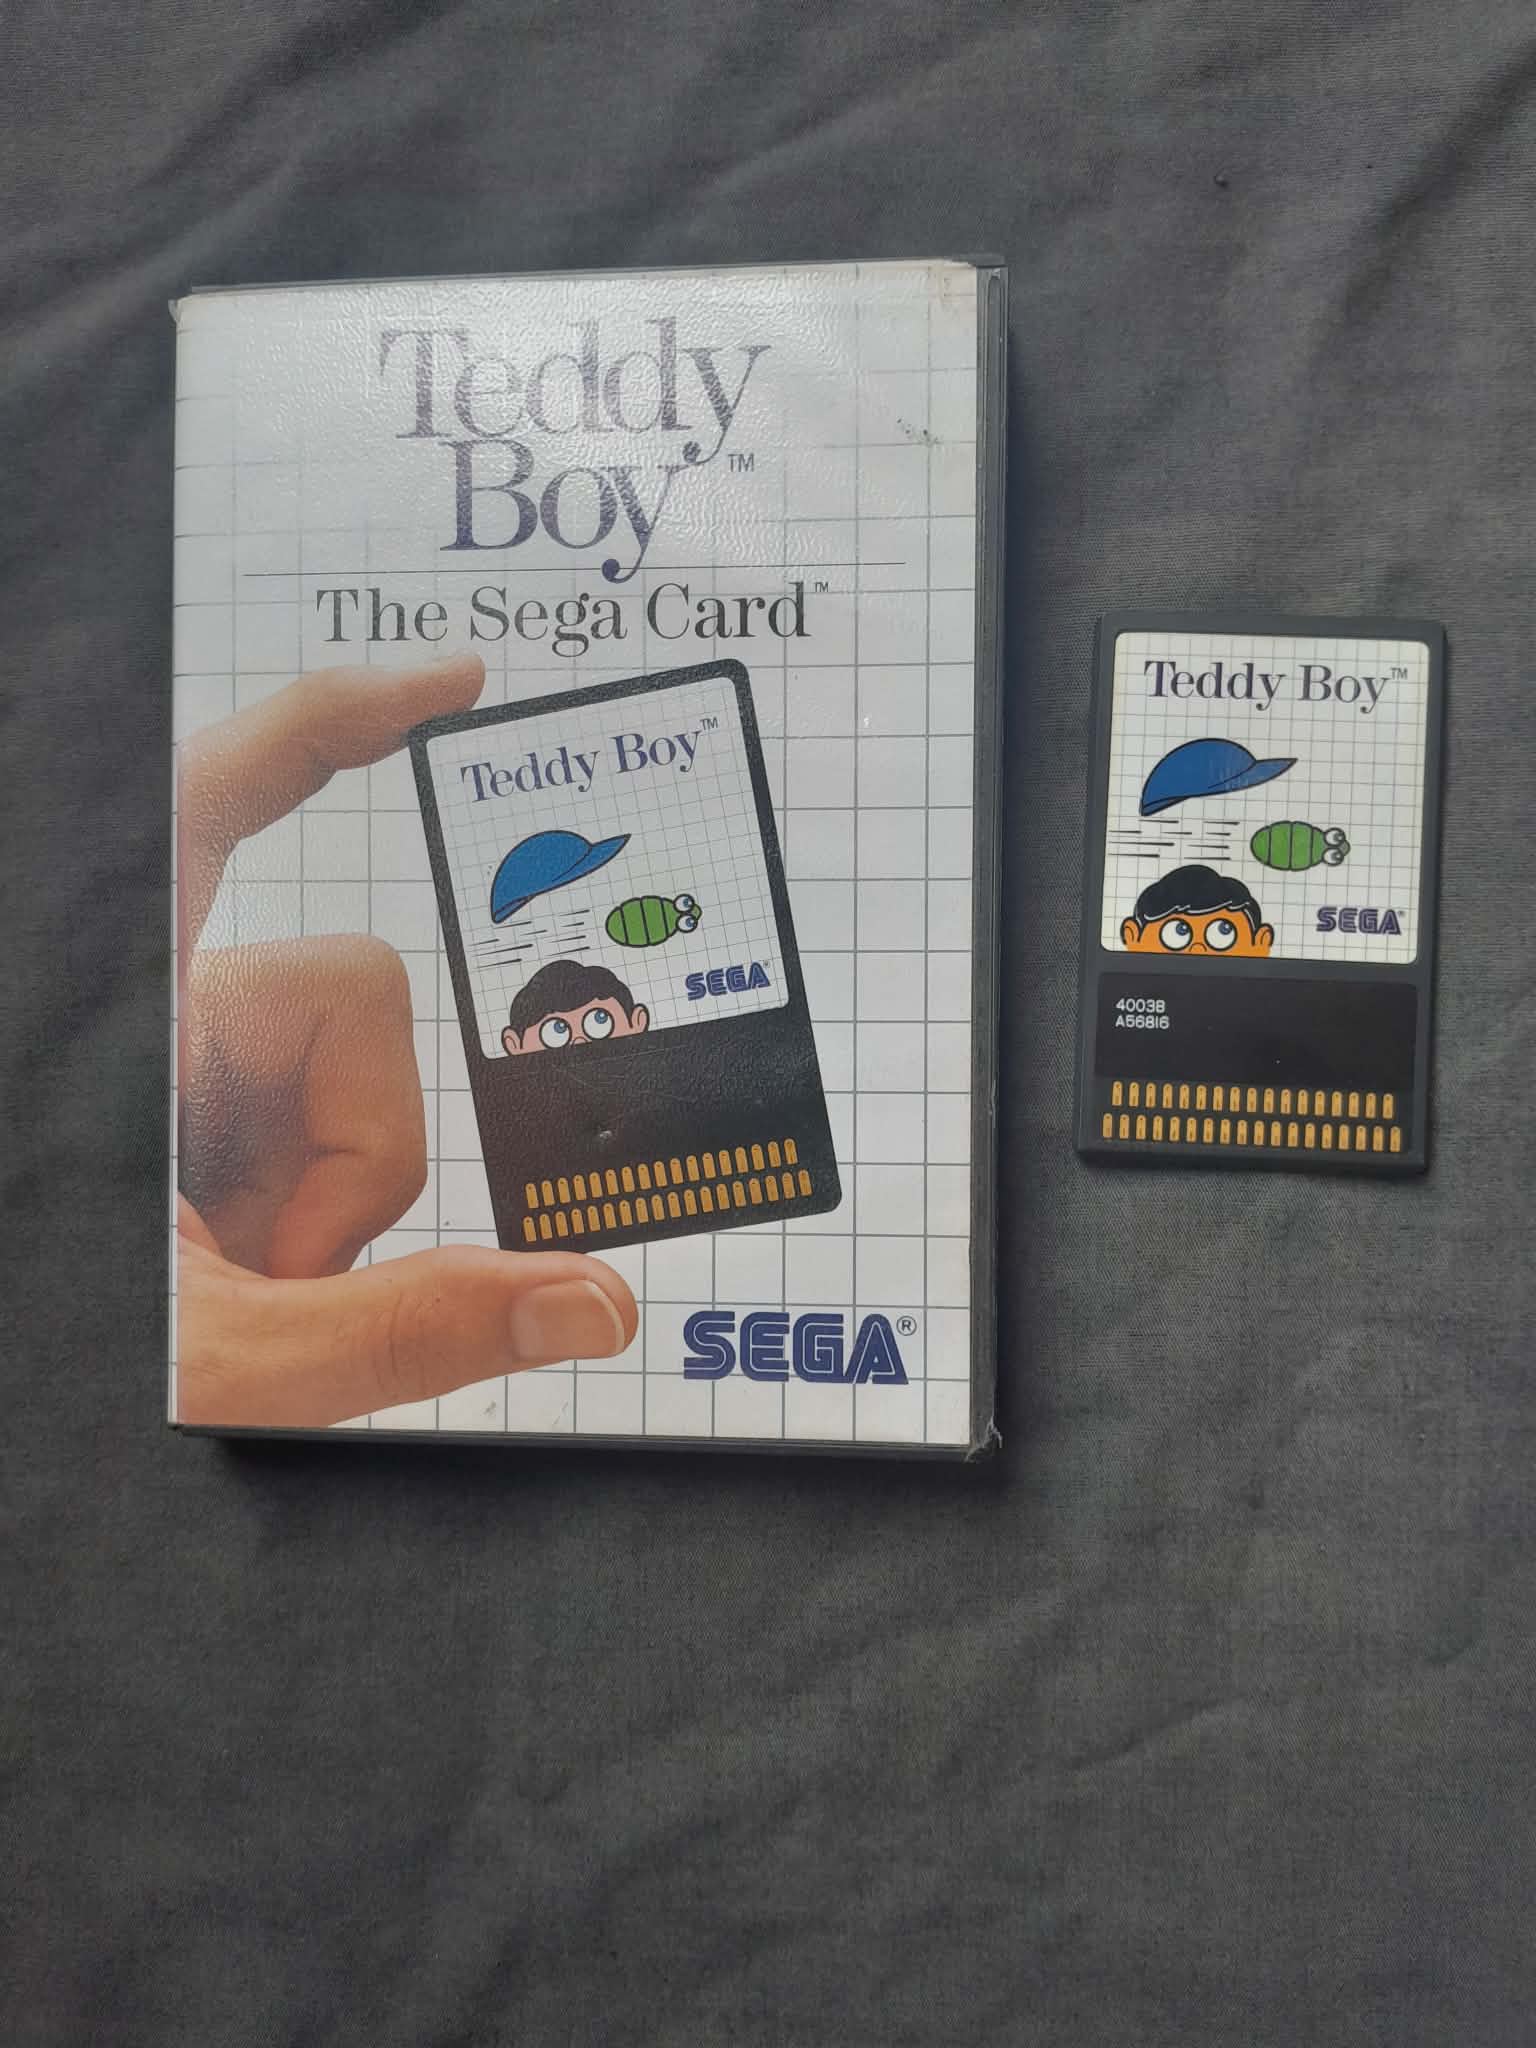 Teddy
Boy™
The Sega Card™
Teddy Boy™
SEGA®
SEGA®
Teddy Boy™
SEGA®
4003B
A56816